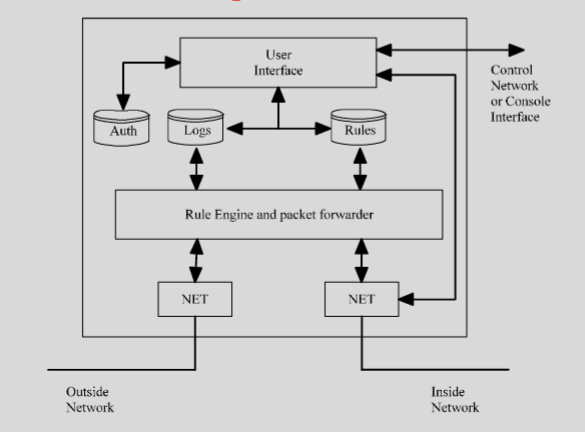 User
Interface
Control
Network
or Console
Interface
Auth
Logs
Rules
Rule Engine and packet forwarder
NET
NET
Outside
Network
Inside
Network